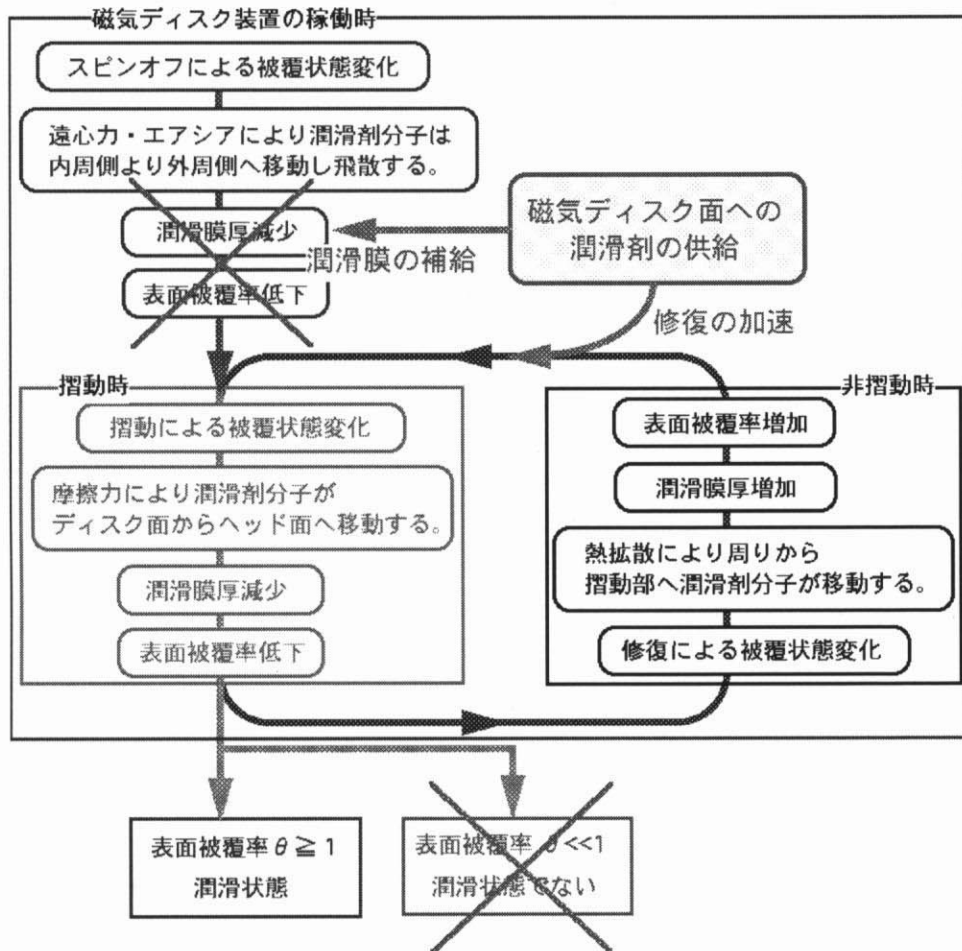 磁気ディスク装置の稼働時
スピンオフによる被覆状態変化
遠心力・エアシアにより潤滑剤分子は
内周側より外周側へ移動し飛散する。
潤滑膜厚減少
表面被覆率低下
磁気ディスク面への
潤滑剤の供給
潤滑膜の補給
修復の加速
摺動時
摺動による被覆状態変化
摩擦力により潤滑剤分子が
ディスク面からヘッド面へ移動する。
潤滑膜厚減少
表面被覆率低下
非摺動時
表面被覆率増加
潤滑膜厚増加
熱拡散により周りから
摺動部へ潤滑剤分子が移動する。
修復による被覆状態変化
表面被覆率 θ ≧ 1
潤滑状態
表面被覆率 θ <<1
潤滑状態でない